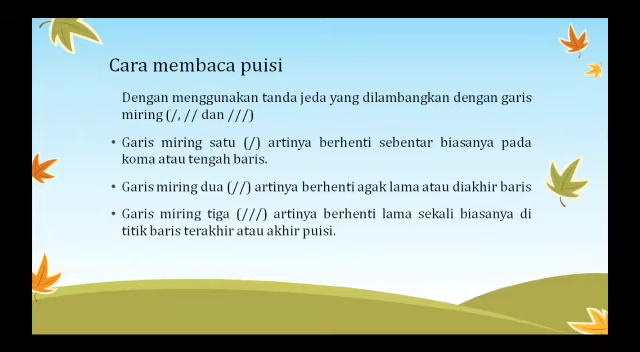 Cara membaca puisi
Dengan menggunakan tanda jeda yang dilambangkan dengan garis
miring (/, // dan ///)
• Garis miring satu (/) artinya berhenti sebentar biasanya pada
koma atau tengah baris.
• Garis miring dua (//) artinya berhenti agak lama atau diakhir baris
• Garis miring tiga (///) artinya berhenti lama sekali biasanya di
titik baris terakhir atau akhir puisi.